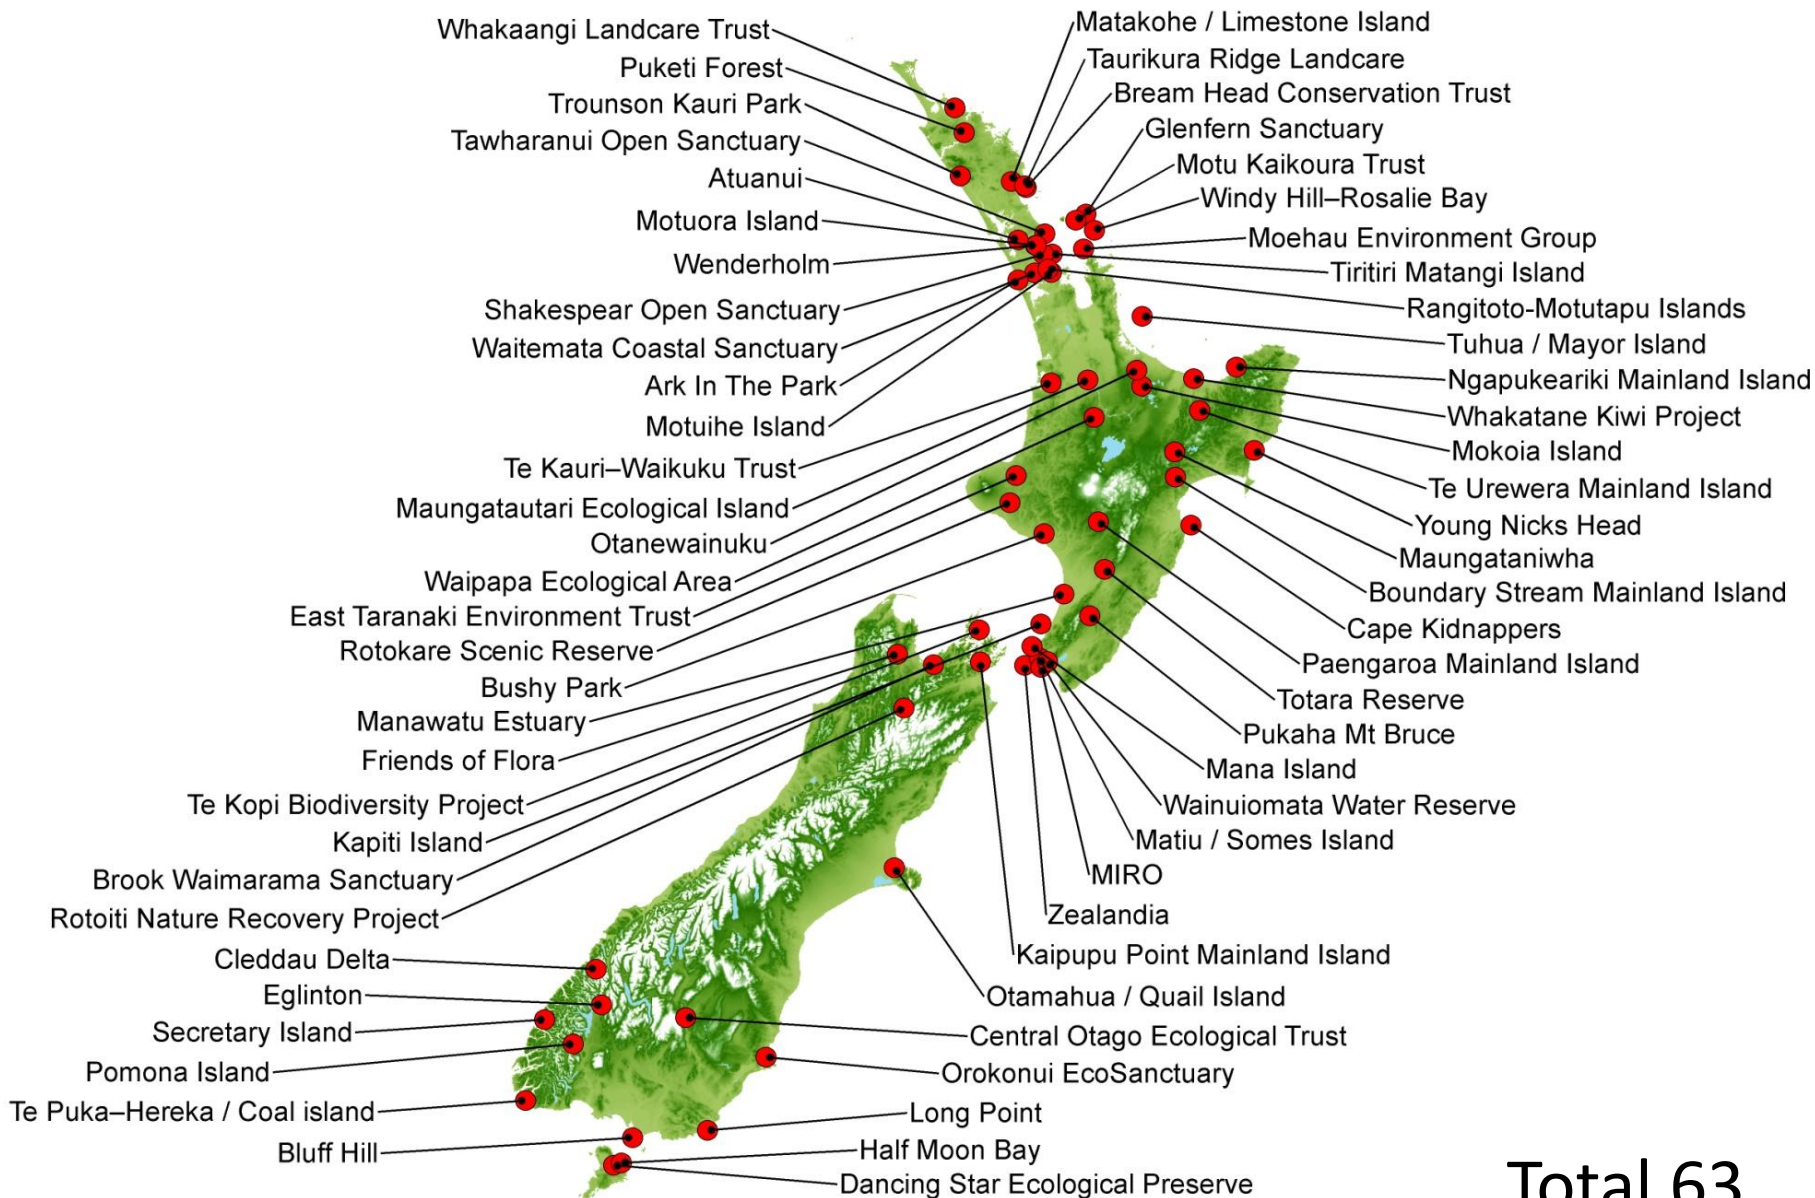 Whakaangi Landcare Trust
Puketi Forest
Trounson Kauri Park
Tawharanui Open Sanctuary
Atuanui
Motuora Island
Wenderholm
Shakespear Open Sanctuary
Waitemata Coastal Sanctuary
Ark In The Park
Motuihe Island
Te Kauri–Waikuku Trust
Maungatautari Ecological Island
Otanewainuku
Waipapa Ecological Area
East Taranaki Environment Trust
Rotokare Scenic Reserve
Bushy Park
Manawatu Estuary
Friends of Flora
Te Kopi Biodiversity Project
Kapiti Island
Brook Waimarama Sanctuary
Rotoiti Nature Recovery Project
Cleddau Delta
Eglinton
Secretary Island
Pomona Island
Te Puka–Hereka / Coal island
Bluff Hill
Matakohe / Limestone Island
Taurikura Ridge Landcare
Bream Head Conservation Trust
Glenfern Sanctuary
Motu Kaikoura Trust
Windy Hill–Rosalie Bay
Moehau Environment Group
Tiritiri Matangi Island
Rangitoto-Motutapu Islands
Tuhua / Mayor Island
Ngapukeariki Mainland Island
Whakatane Kiwi Project
Mokoia Island
Te Urewera Mainland Island
Young Nicks Head
Maungataniwha
Boundary Stream Mainland Island
Cape Kidnappers
Paengaroa Mainland Island
Totara Reserve
Pukaha Mt Bruce
Mana Island
Wainuiomata Water Reserve
Matiu / Somes Island
MIRO
Zealandia
Kaipupu Point Mainland Island
Otamahua / Quail Island
Central Otago Ecological Trust
Orokonui EcoSanctuary
Long Point
Half Moon Bay
Dancing Star Ecological Preserve
Total 63